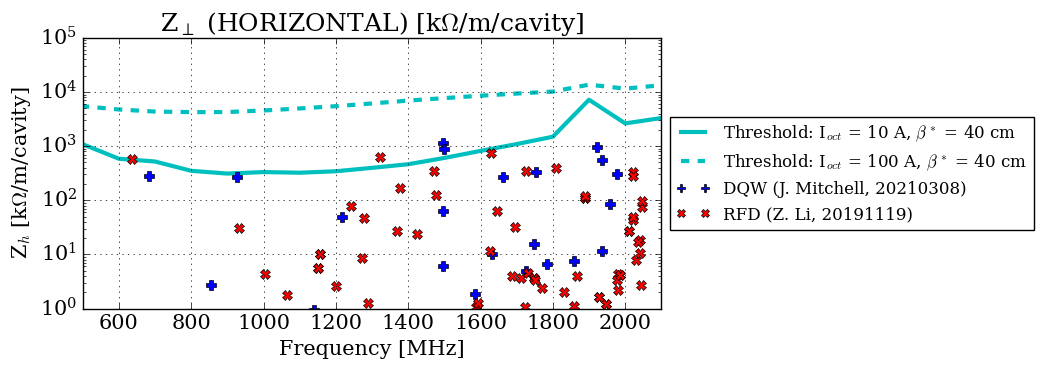 Z⊥ (HORIZONTAL) [kΩ/m/cavity]
Z_h [kΩ/m/cavity]
10^5
10^4
10^3
10^2
10^1
10^0
600 800 1000 1200 1400 1600 1800 2000
Frequency [MHz]
Threshold: I_oct = 10 A, β* = 40 cm
Threshold: I_oct = 100 A, β* = 40 cm
DQW (J. Mitchell, 20210308)
RFD (Z. Li, 20191119)